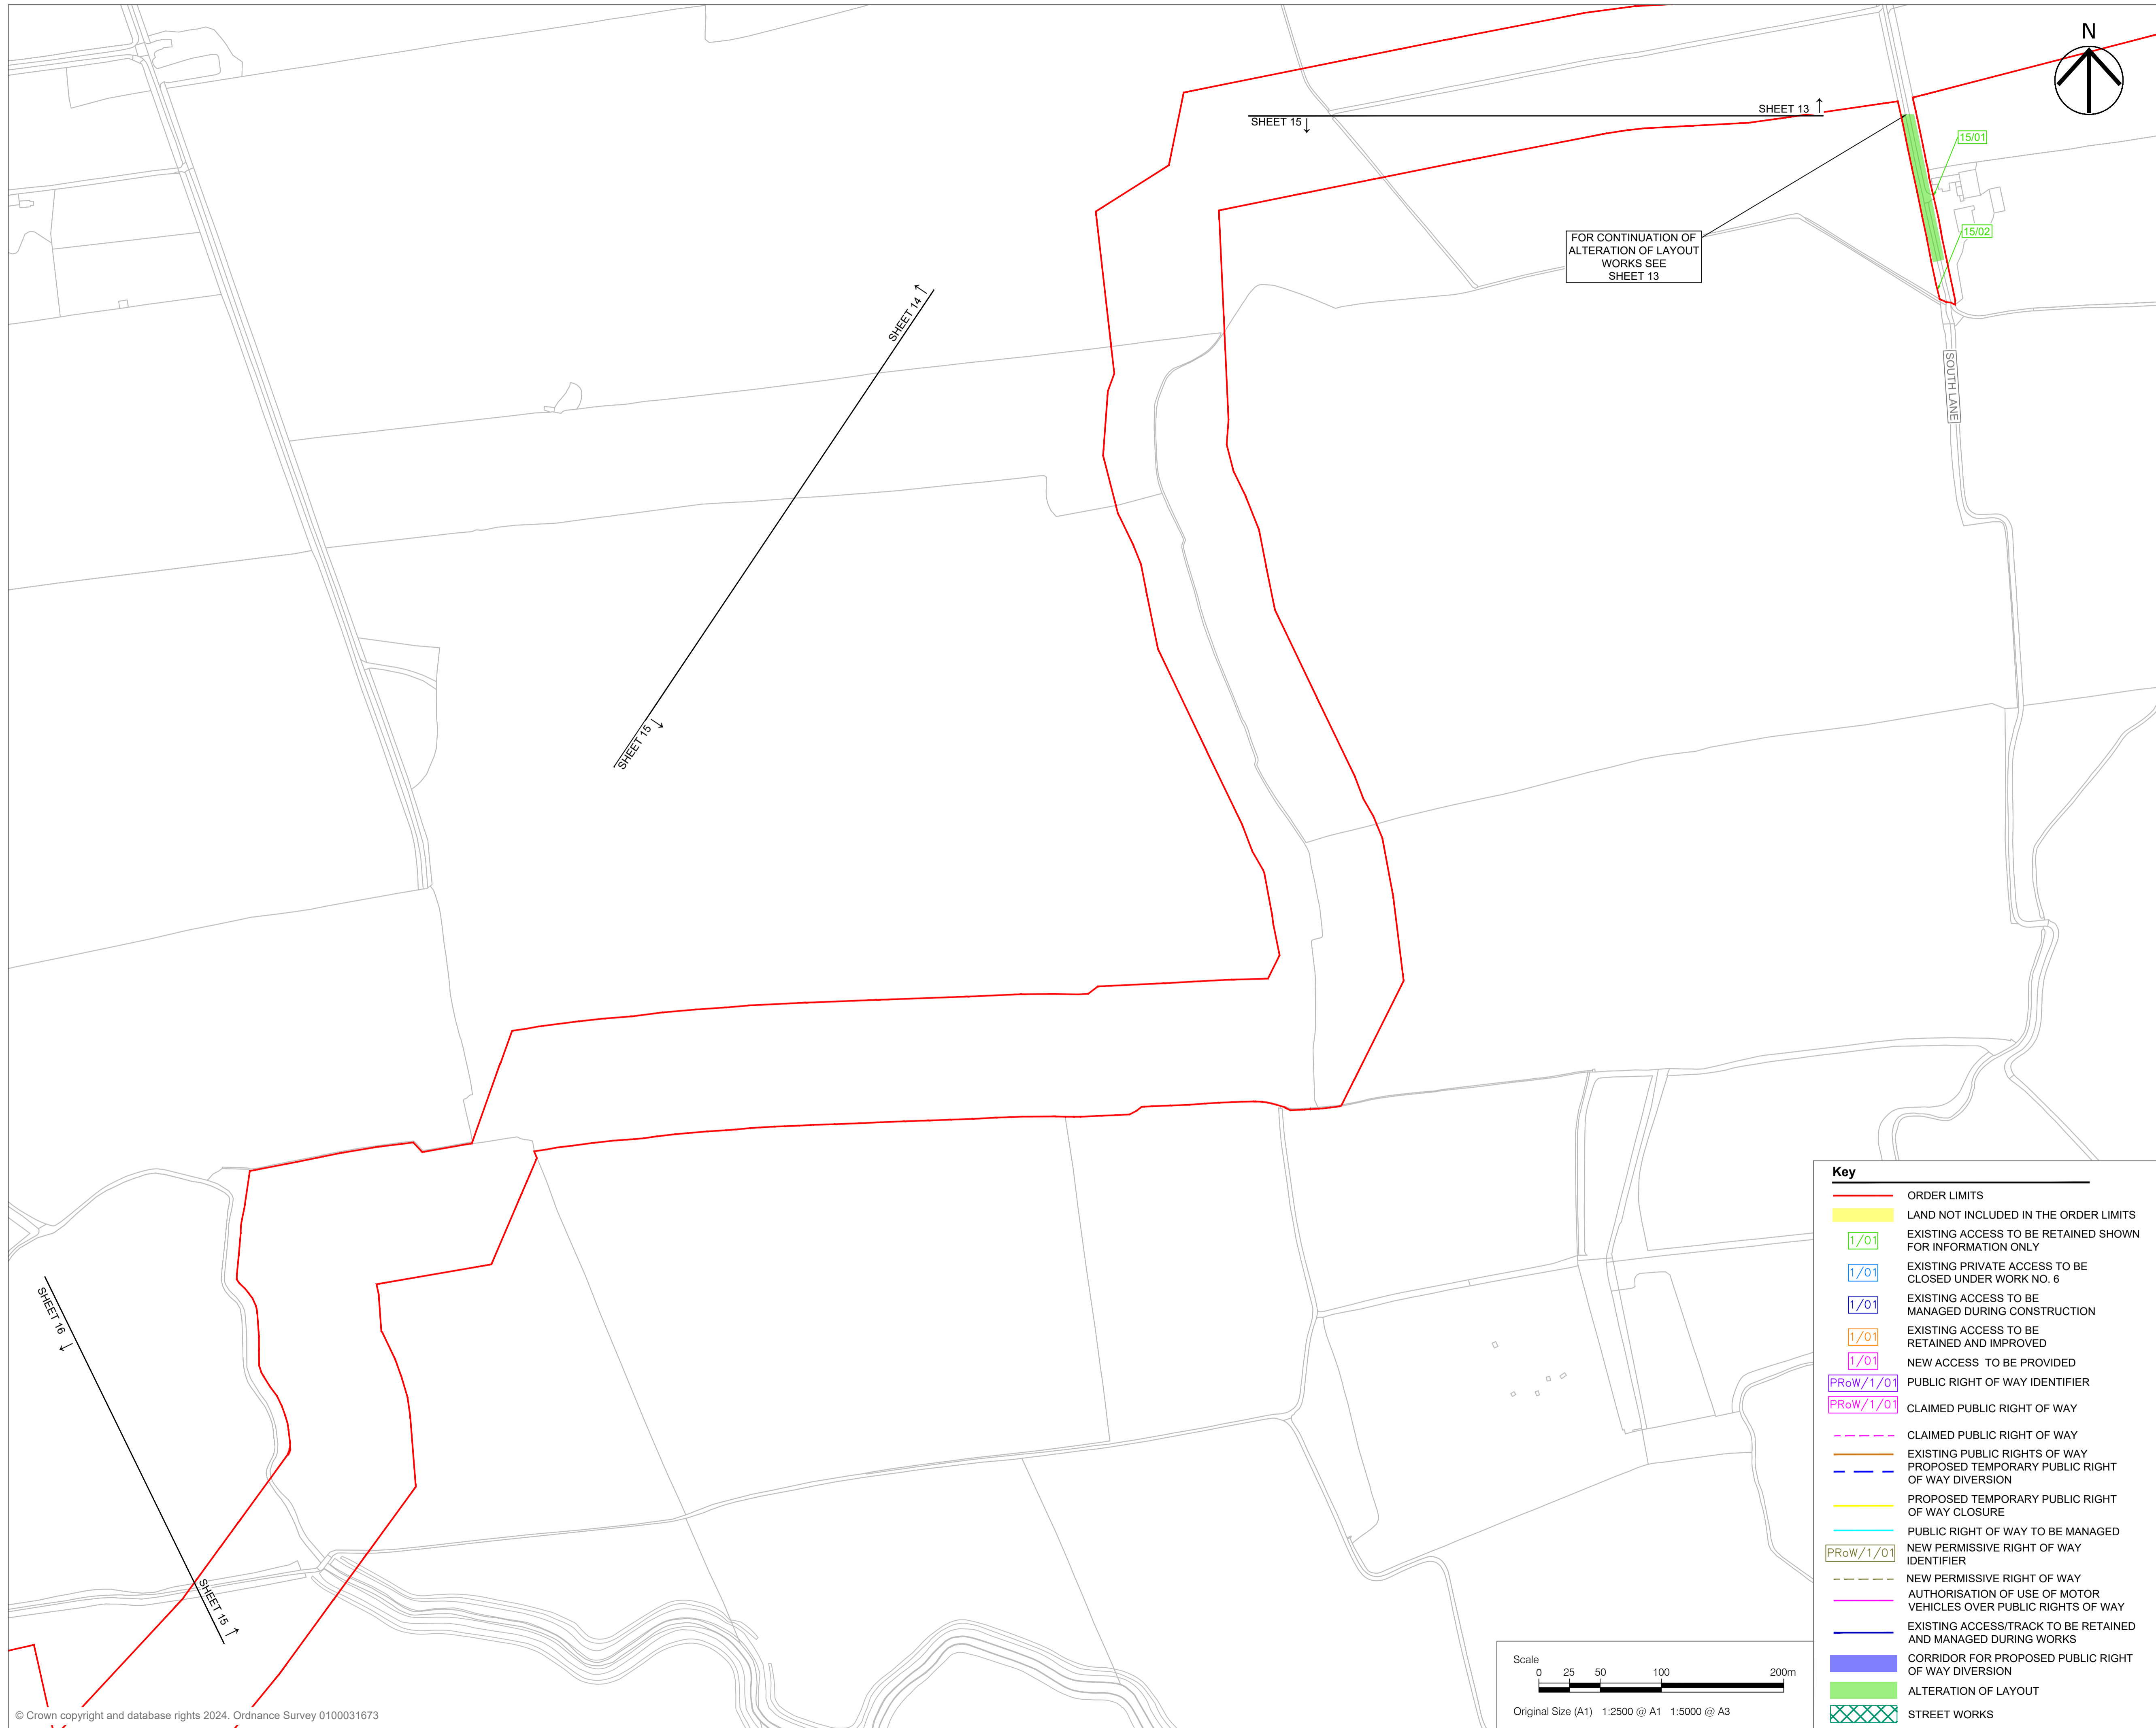 N
SHEET 13
SHEET 15
15/01
15/02
FOR CONTINUATION OF
ALTERATION OF LAYOUT
WORKS SEE
SHEET 13
SHEET 14
SOUTH LANE
SHEET 15
SHEET 16
SHEET 15
Key
ORDER LIMITS
LAND NOT INCLUDED IN THE ORDER LIMITS
1/01 EXISTING ACCESS TO BE RETAINED SHOWN
FOR INFORMATION ONLY
1/01 EXISTING PRIVATE ACCESS TO BE
CLOSED UNDER WORK NO. 6
1/01 EXISTING ACCESS TO BE
MANAGED DURING CONSTRUCTION
1/01 EXISTING ACCESS TO BE
RETAINED AND IMPROVED
1/01 NEW ACCESS TO BE PROVIDED
PRoW/1/01 PUBLIC RIGHT OF WAY IDENTIFIER
PRoW/1/01 CLAIMED PUBLIC RIGHT OF WAY
CLAIMED PUBLIC RIGHT OF WAY
EXISTING PUBLIC RIGHTS OF WAY
PROPOSED TEMPORARY PUBLIC RIGHT
OF WAY DIVERSION
PROPOSED TEMPORARY PUBLIC RIGHT
OF WAY CLOSURE
PUBLIC RIGHT OF WAY TO BE MANAGED
PRoW/1/01 NEW PERMISSIVE RIGHT OF WAY
IDENTIFIER
NEW PERMISSIVE RIGHT OF WAY
AUTHORISATION OF USE OF MOTOR
VEHICLES OVER PUBLIC RIGHTS OF WAY
EXISTING ACCESS/TRACK TO BE RETAINED
AND MANAGED DURING WORKS
CORRIDOR FOR PROPOSED PUBLIC RIGHT
OF WAY DIVERSION
ALTERATION OF LAYOUT
STREET WORKS
Scale
0 25 50 100 200m
Original Size (A1) 1:2500 @ A1 1:5000 @ A3
© Crown copyright and database rights 2024. Ordnance Survey 0100031673